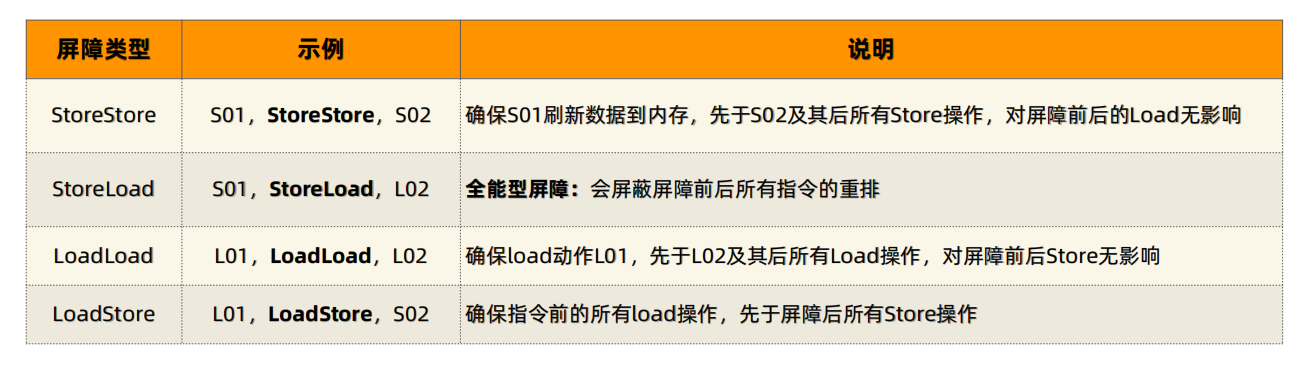 屏障类型 示例 说明
StoreStore S01，StoreStore，S02 确保S01刷新数据到内存，先于S02及其后所有Store操作，对屏障前后的Load无影响
StoreLoad S01，StoreLoad，L02 全能型屏障：会屏蔽屏障前后所有指令的重排
LoadLoad L01，LoadLoad，L02 确保load动作L01，先于L02及其后所有Load操作，对屏障前后Store无影响
LoadStore L01，LoadStore，S02 确保指令前的所有load操作，先于屏障后所有Store操作